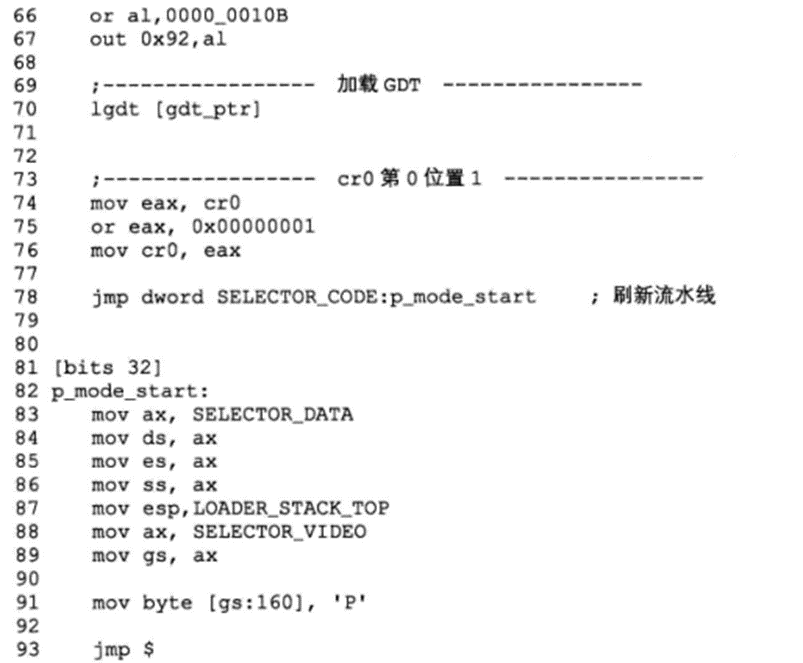 66 or al,0000_0010B
67 out 0x92,al
68
69 ;----------------- 加载 GDT ----------------
70 lgdt [gdt_ptr]
71
72
73 ;----------------- cr0 第 0 位置 1 ----------------
74 mov eax, cr0
75 or eax, 0x00000001
76 mov cr0, eax
77
78 jmp dword SELECTOR_CODE:p_mode_start ; 刷新流水线
79
80
81 [bits 32]
82 p_mode_start:
83 mov ax, SELECTOR_DATA
84 mov ds, ax
85 mov es, ax
86 mov ss, ax
87 mov esp,LOADER_STACK_TOP
88 mov ax, SELECTOR_VIDEO
89 mov gs, ax
90
91 mov byte [gs:160], 'P'
92
93 jmp $